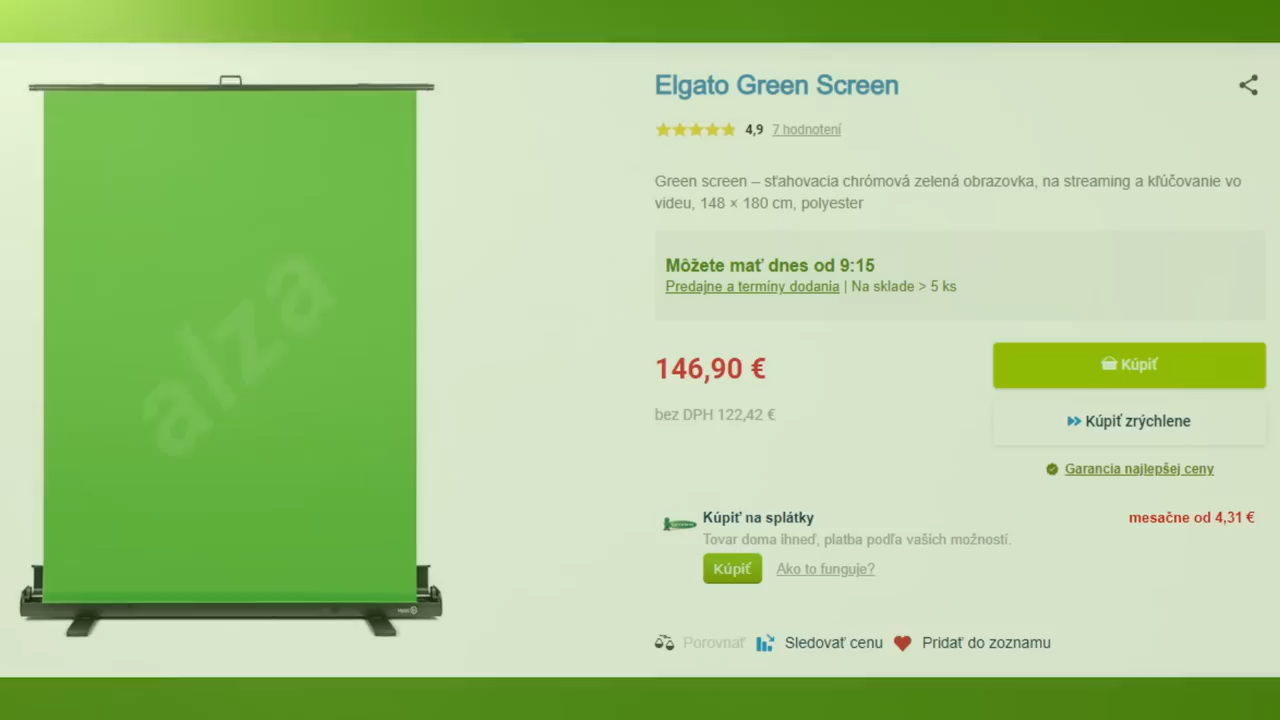 Elgato Green Screen
4,9 7 hodnotení
Green screen – sťahovacia chrómová zelená obrazovka, na streaming a kľúčovanie vo
videu, 148 × 180 cm, polyester
Môžete mať dnes od 9:15
Predajne a termíny dodania | Na sklade > 5 ks
146,90 €
Kúpiť
bez DPH 122,42 €
Kúpiť zrýchlene
Garancia najlepšej ceny
Kúpiť na splátky
mesačne od 4,31 €
Tovar doma ihneď, platba podľa vašich možností.
Kúpiť Ako to funguje?
Porovnať Sledovať cenu Pridať do zoznamu
alza